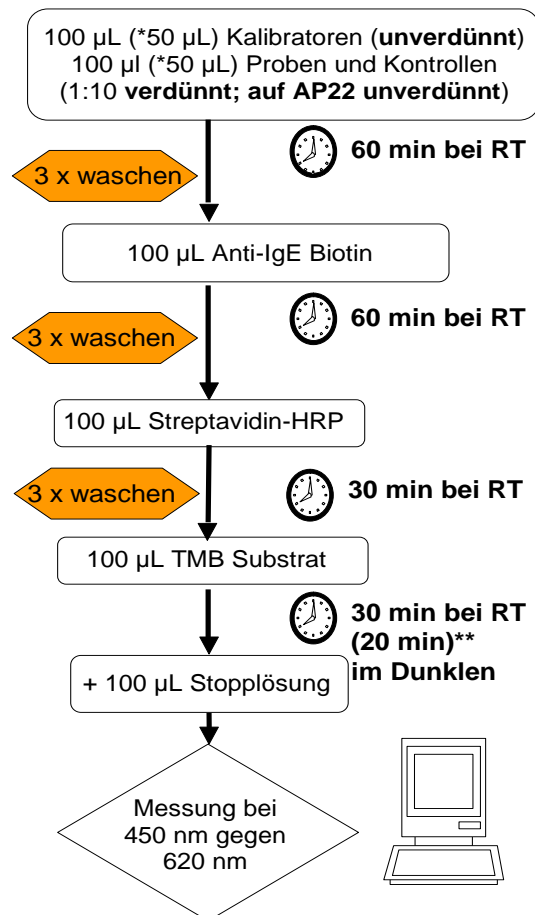 100 µL (*50 µL) Kalibratoren (unverdünnt)
100 µl (*50 µL) Proben und Kontrollen
(1:10 verdünnt; auf AP22 unverdünnt)
60 min bei RT
3 x waschen
100 µL Anti-IgE Biotin
60 min bei RT
3 x waschen
100 µL Streptavidin-HRP
3 x waschen
30 min bei RT
100 µL TMB Substrat
30 min bei RT
(20 min)**
im Dunklen
+ 100 µL Stopplösung
Messung bei
450 nm gegen
620 nm